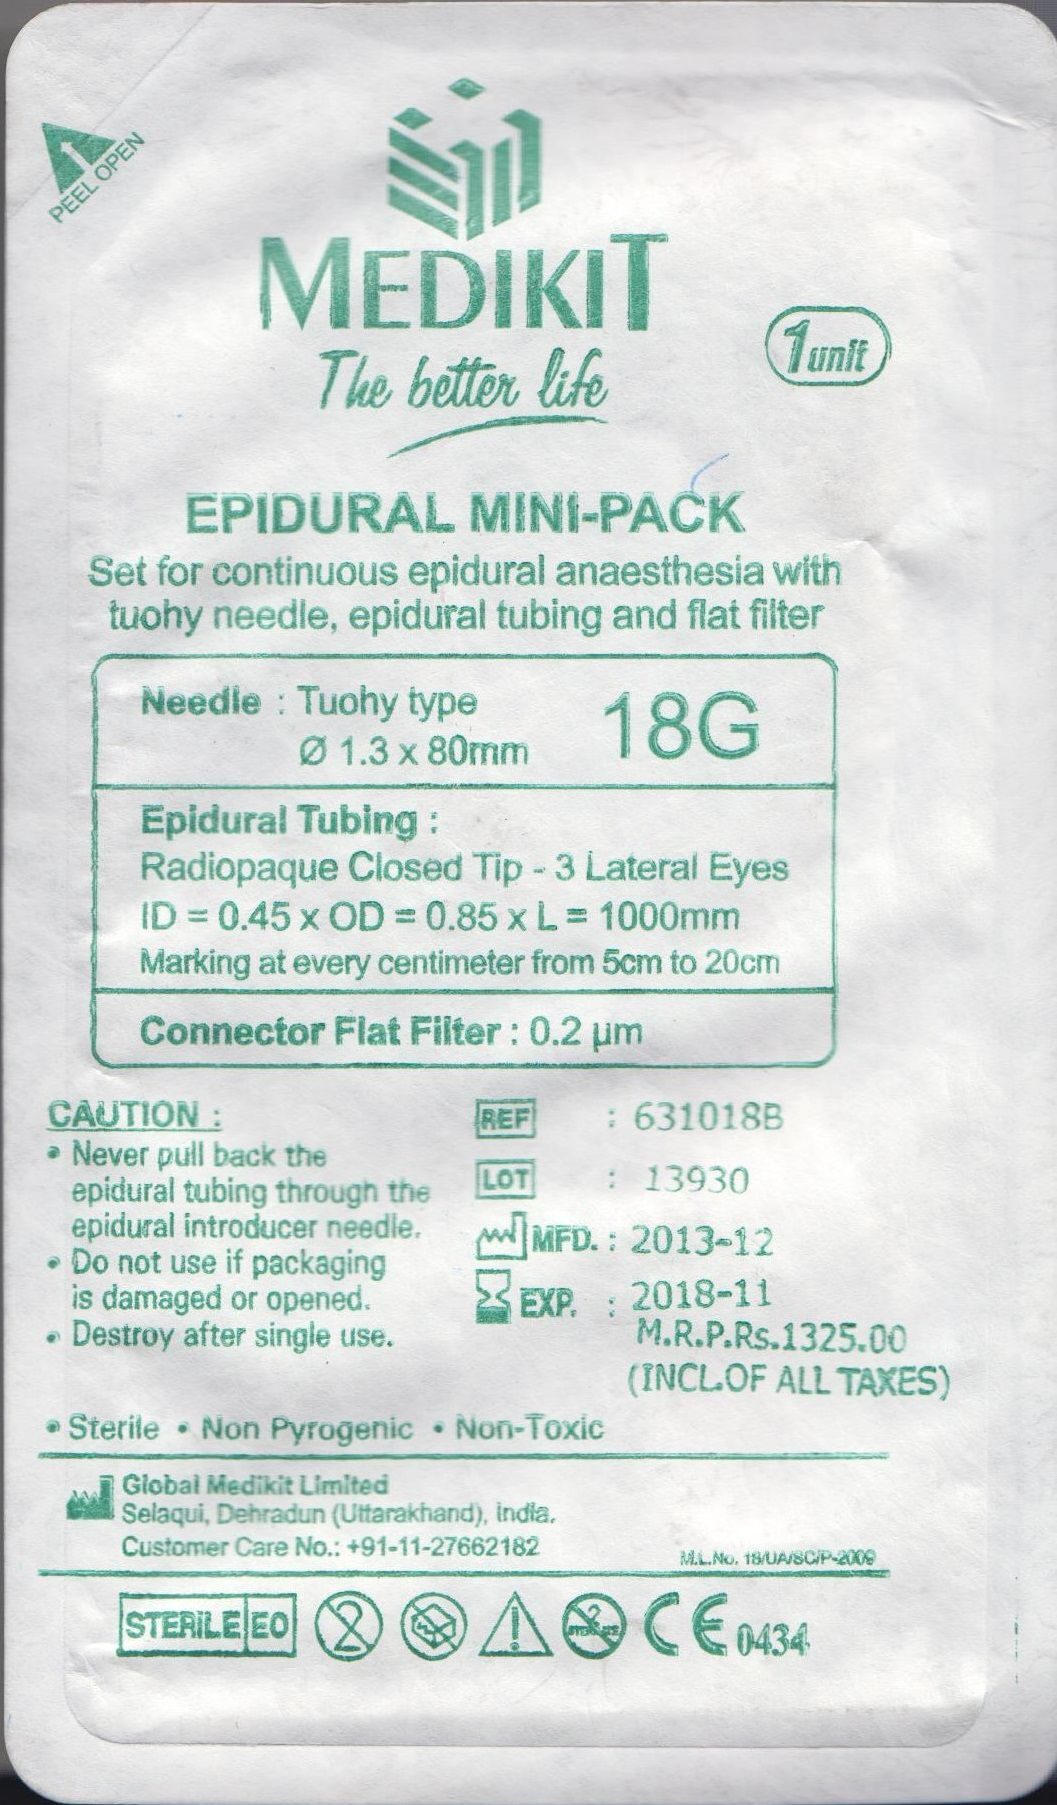 PEEL OPEN
MEDIKIT
The better life
1 unit
EPIDURAL MINI-PACK
Set for continuous epidural anaesthesia with
tuohy needle, epidural tubing and flat filter
Needle : Tuohy type
Ø 1.3 x 80mm
18G
Epidural Tubing :
Radiopaque Closed Tip - 3 Lateral Eyes
ID = 0.45 x OD = 0.85 x L = 1000mm
Marking at every centimeter from 5cm to 20cm
Connector Flat Filter : 0.2 µm
CAUTION :
• Never pull back the
epidural tubing through the
epidural introducer needle.
• Do not use if packaging
is damaged or opened.
• Destroy after single use.
REF : 631018B
LOT : 13930
MFD. : 2013-12
EXP. : 2018-11
M.R.P.Rs.1325.00
(INCL.OF ALL TAXES)
• Sterile • Non Pyrogenic • Non-Toxic
Global Medikit Limited
Selaqui, Dehradun (Uttarakhand), India.
Customer Care No.: +91-11-27662182
M.L.No. 18/UA/SC/P-2009
STERILE EO 2 CE 0434